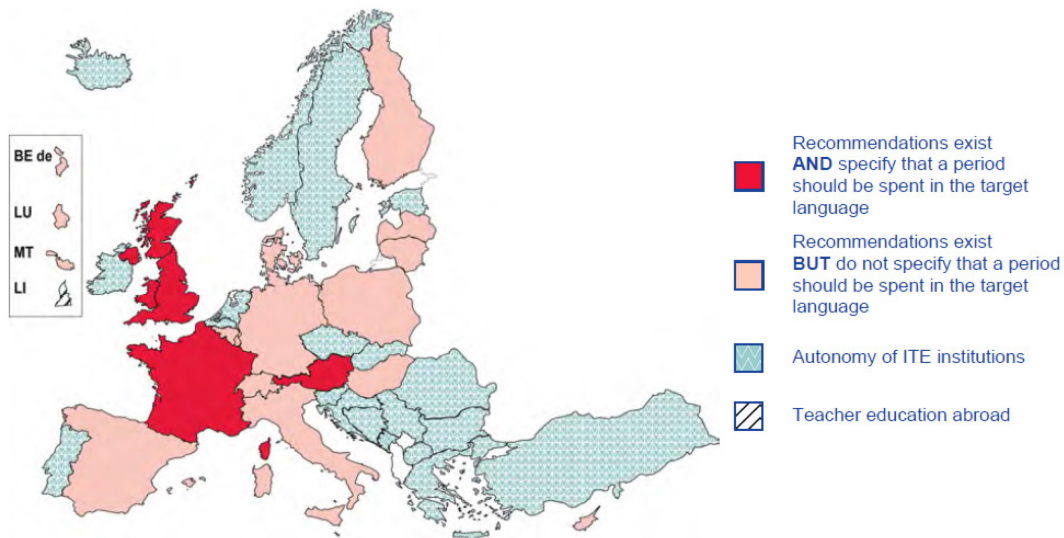 BE de
LU
MT
LI
Recommendations exist
AND specify that a period
should be spent in the target
language
Recommendations exist
BUT do not specify that a period
should be spent in the target
language
Autonomy of ITE institutions
Teacher education abroad